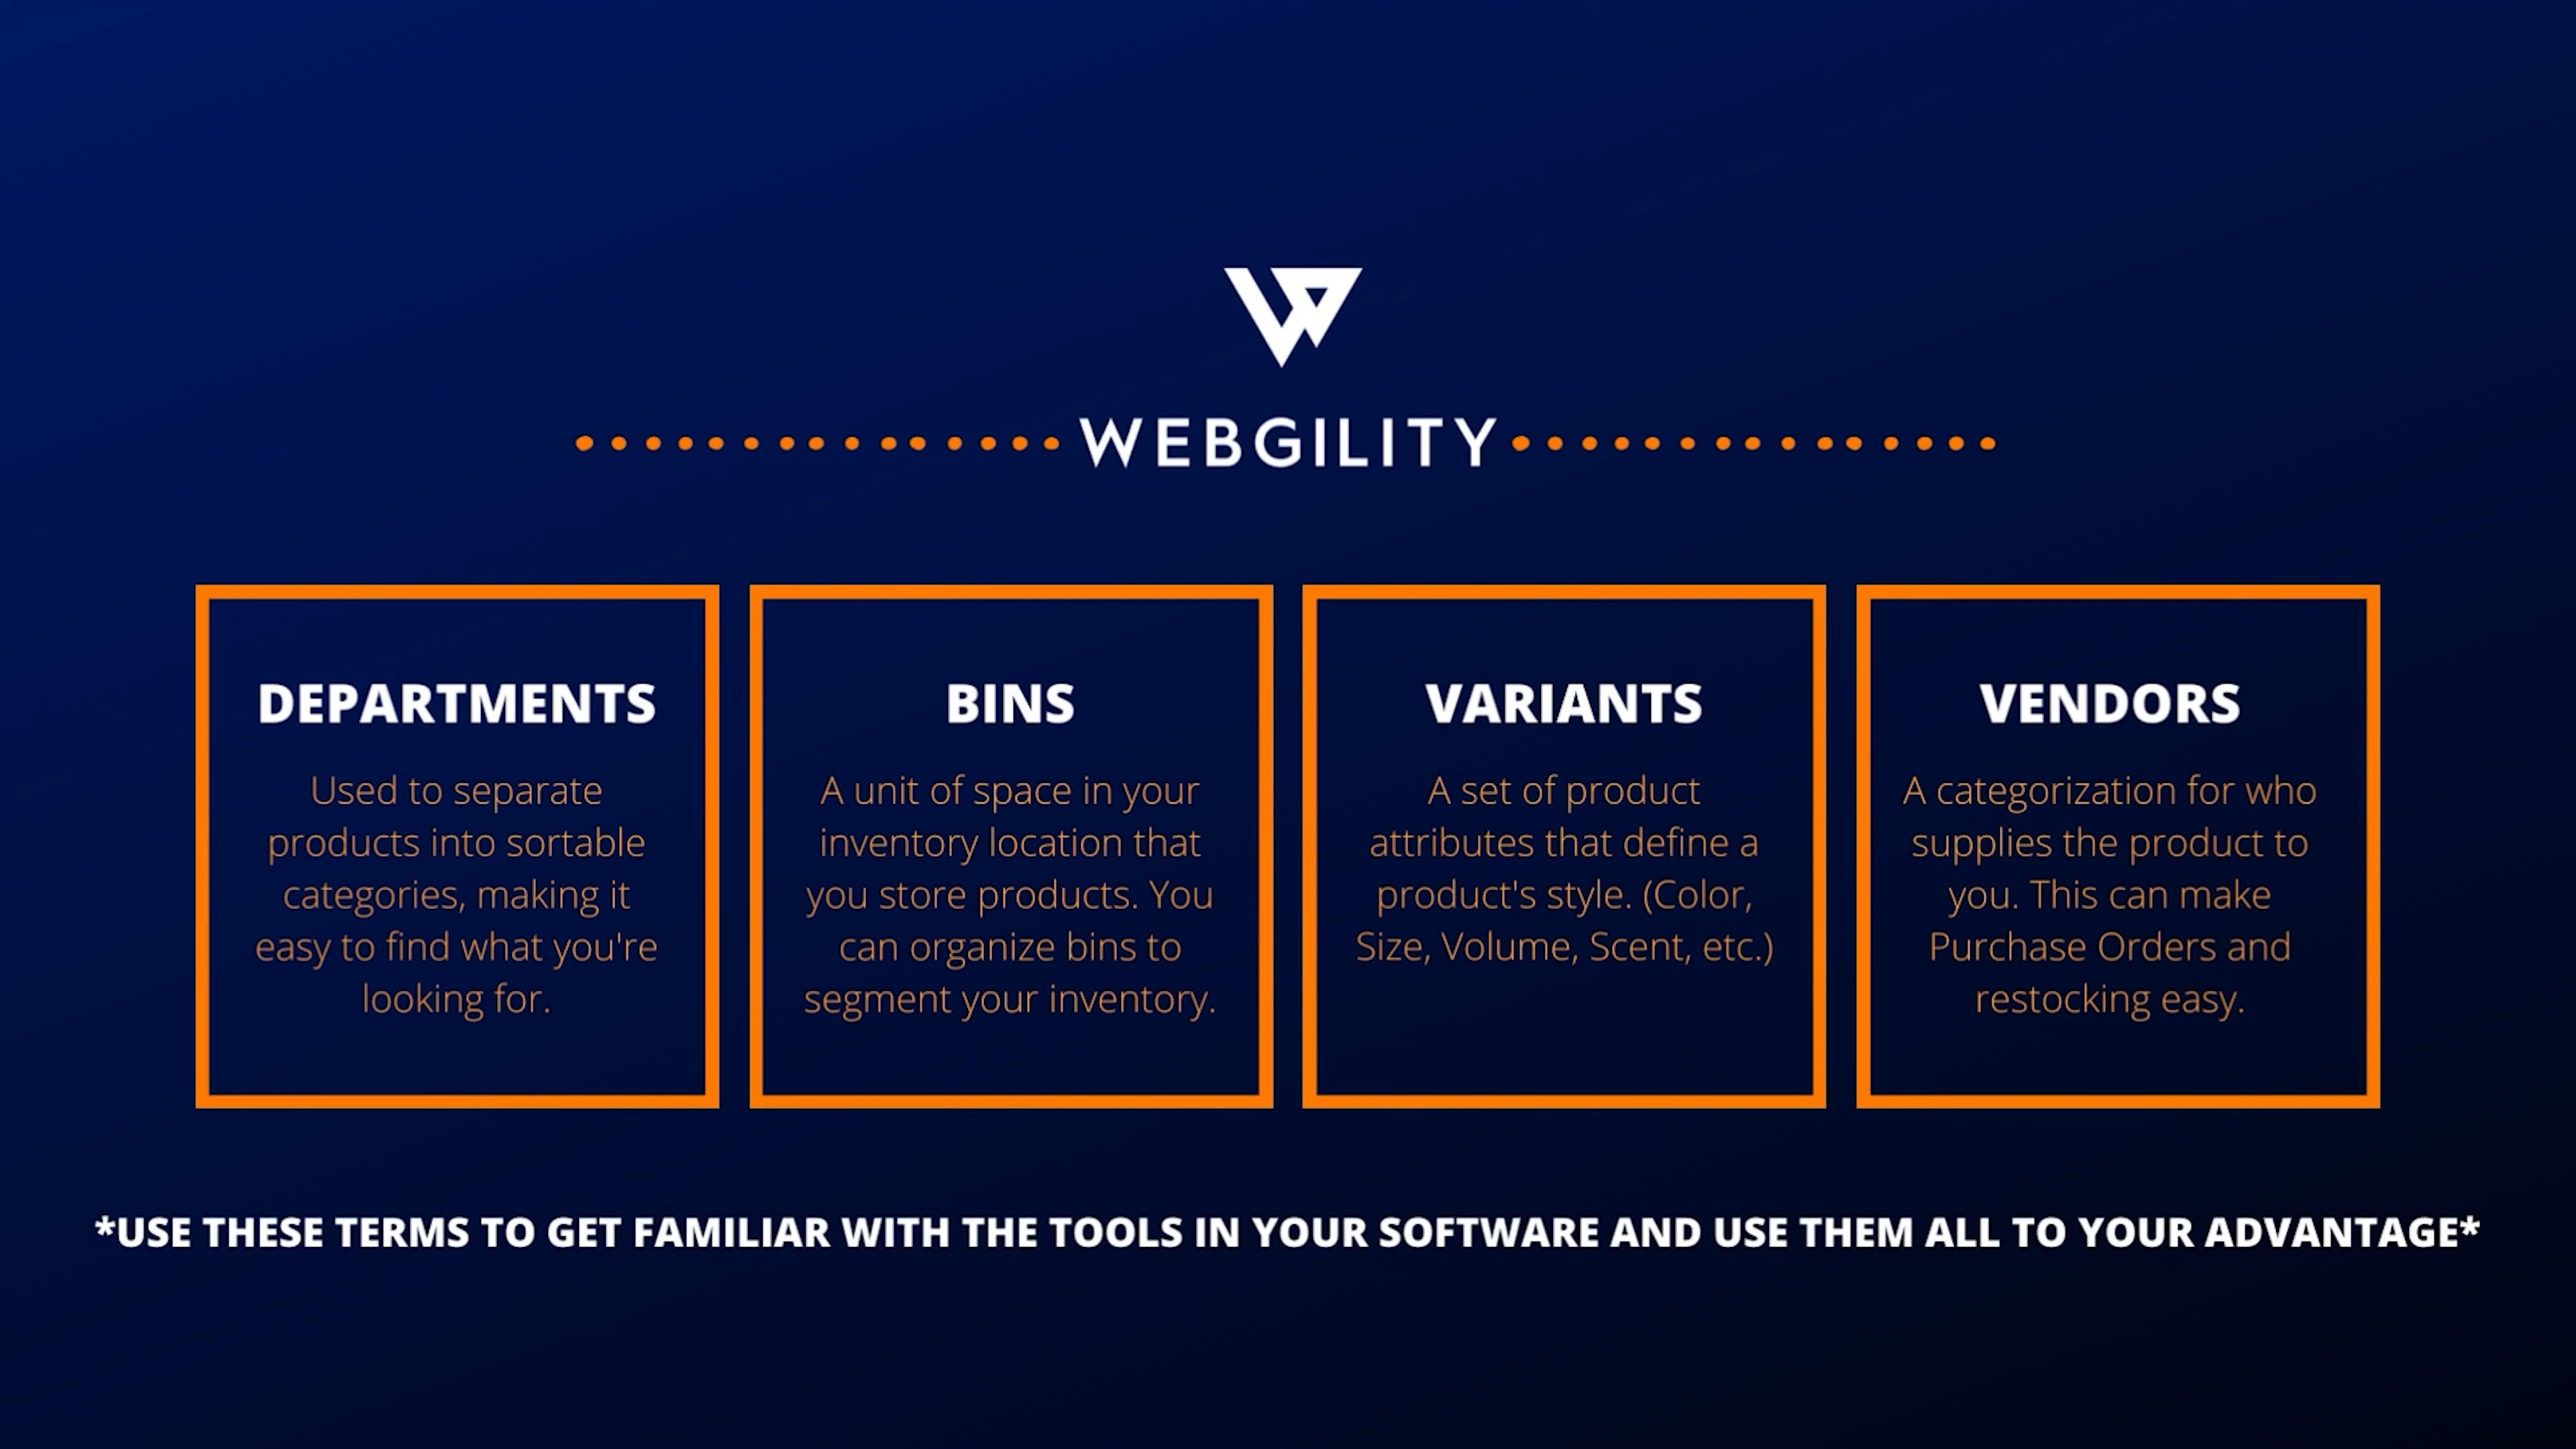 WEBGILITY
DEPARTMENTS
Used to separate
products into sortable
categories, making it
easy to find what you're
looking for.
BINS
A unit of space in your
inventory location that
you store products. You
can organize bins to
segment your inventory.
VARIANTS
A set of product
attributes that define a
product's style. (Color,
Size, Volume, Scent, etc.)
VENDORS
A categorization for who
supplies the product to
you. This can make
Purchase Orders and
restocking easy.
*USE THESE TERMS TO GET FAMILIAR WITH THE TOOLS IN YOUR SOFTWARE AND USE THEM ALL TO YOUR ADVANTAGE*